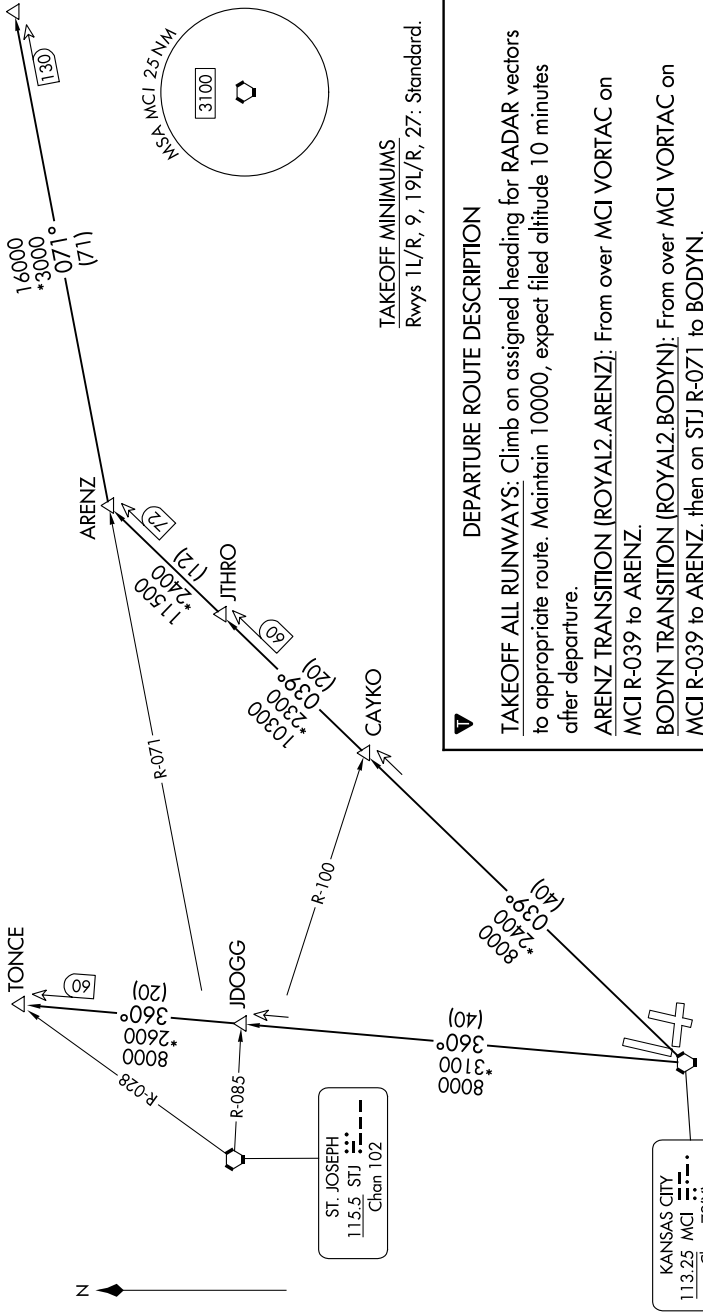 130
16000
*3000
071°
(71)
MSA MCI 25 NM
3100
ARENZ
72
11500
*2400
(12)
JTHRO
60
10300
*2300
039°
(20)
CAYKO
R-071
R-100
8000
*2400
039°
(40)
TONCE
60
8000
*2600
360°
(20)
R-028
JDOGG
R-085
8000
*3100
360°
(40)
ST. JOSEPH
115.5 STJ
Chan 102
KANSAS CITY
113.25 MCI
N
TAKEOFF MINIMUMS
Rwys 1L/R, 9, 19L/R, 27: Standard.
T
DEPARTURE ROUTE DESCRIPTION
TAKEOFF ALL RUNWAYS: Climb on assigned heading for RADAR vectors
to appropriate route. Maintain 10000, expect filed altitude 10 minutes
after departure.
ARENZ TRANSITION (ROYAL2.ARENZ): From over MCI VORTAC on
MCI R-039 to ARENZ.
BODYN TRANSITION (ROYAL2.BODYN): From over MCI VORTAC on
MCI R-039 to ARENZ, then on STJ R-071 to BODYN.